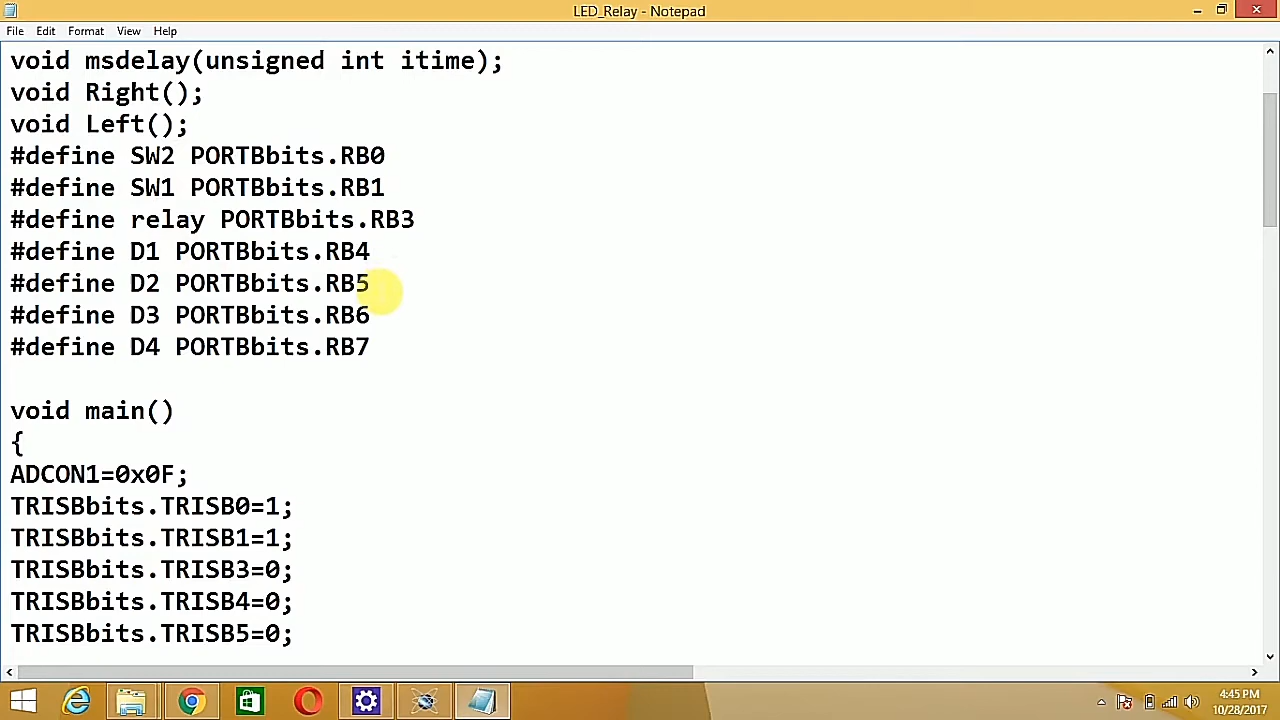 LED_Relay - Notepad
File Edit Format View Help
void msdelay(unsigned int itime);
void Right();
void Left();
#define SW2 PORTBbits.RB0
#define SW1 PORTBbits.RB1
#define relay PORTBbits.RB3
#define D1 PORTBbits.RB4
#define D2 PORTBbits.RB5
#define D3 PORTBbits.RB6
#define D4 PORTBbits.RB7
void main()
{
ADCON1=0x0F;
TRISBbits.TRISB0=1;
TRISBbits.TRISB1=1;
TRISBbits.TRISB3=0;
TRISBbits.TRISB4=0;
TRISBbits.TRISB5=0;
4:45 PM
10/28/2017